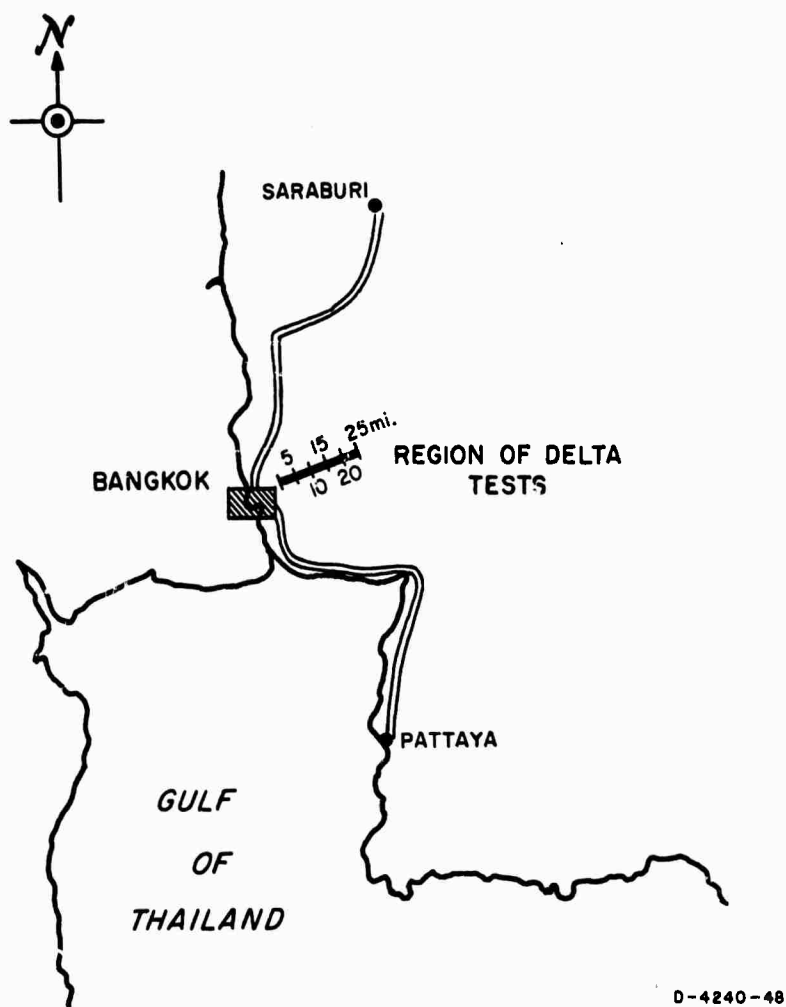 N
SARABURI
5 15 25mi.
10 20
REGION OF DELTA
TESTS
BANGKOK
PATTAYA
GULF
OF
THAILAND
D-4240-48